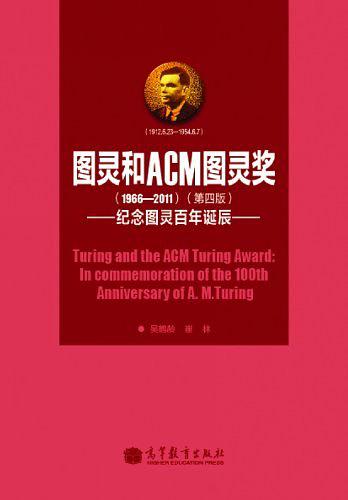 (1912.6.23—1954.6.7)
图灵和ACM图灵奖
(1966—2011)(第四版)
——纪念图灵百年诞辰——
Turing and the ACM Turing Award:
In commemoration of the 100th
Anniversary of A. M.Turing
吴鹤龄 崔 林
高等教育出版社
HIGHER EDUCATION PRESS